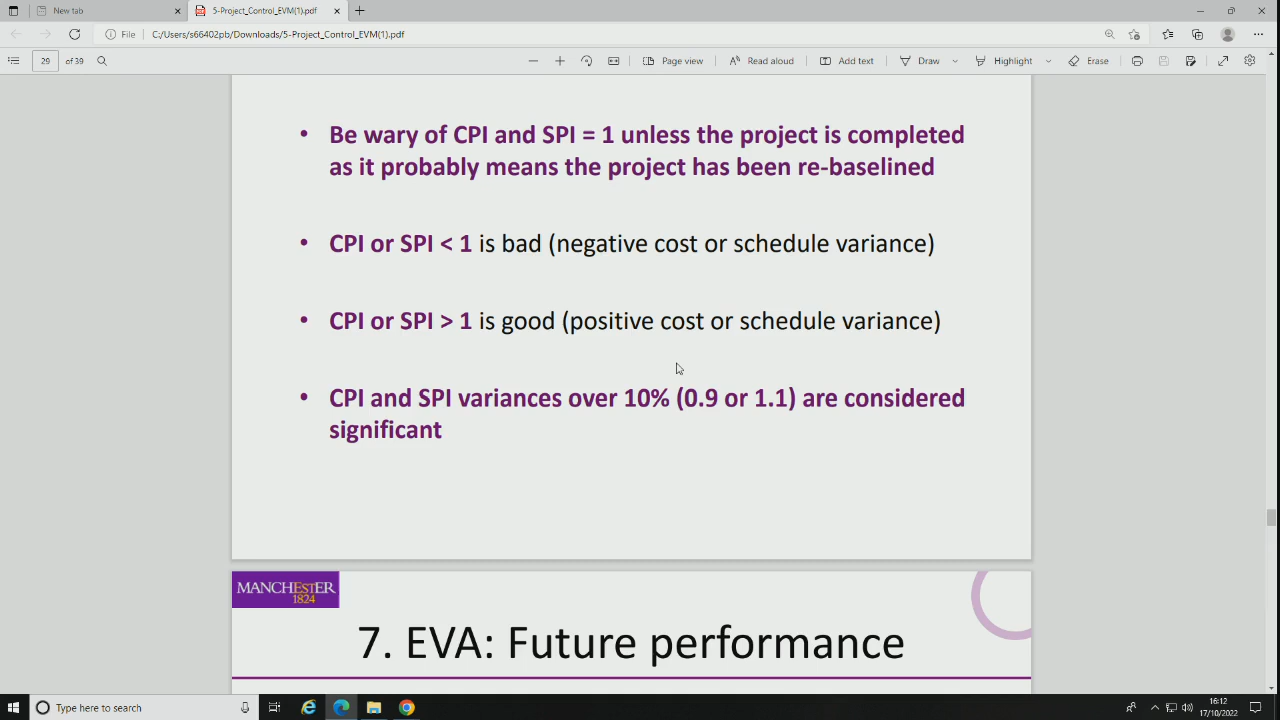 New tab
5-Project_Control_EVM(1).pdf
File
C:/Users/s66402pb/Downloads/5-Project_Control_EVM(1).pdf
29 of 39
Page view
Read aloud
Add text
Draw
Highlight
Erase
• Be wary of CPI and SPI = 1 unless the project is completed
as it probably means the project has been re-baselined
• CPI or SPI < 1 is bad (negative cost or schedule variance)
• CPI or SPI > 1 is good (positive cost or schedule variance)
• CPI and SPI variances over 10% (0.9 or 1.1) are considered
significant
MANCHESTER
1824
7. EVA: Future performance
Type here to search
16:12
17/10/2022